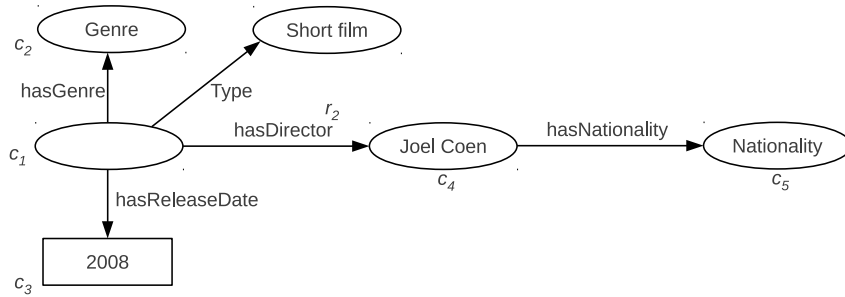 Genre
Short film
c2
hasGenre
Type
r2
hasDirector
hasNationality
c1
Joel Coen
Nationality
c4
c5
hasReleaseDate
2008
c3